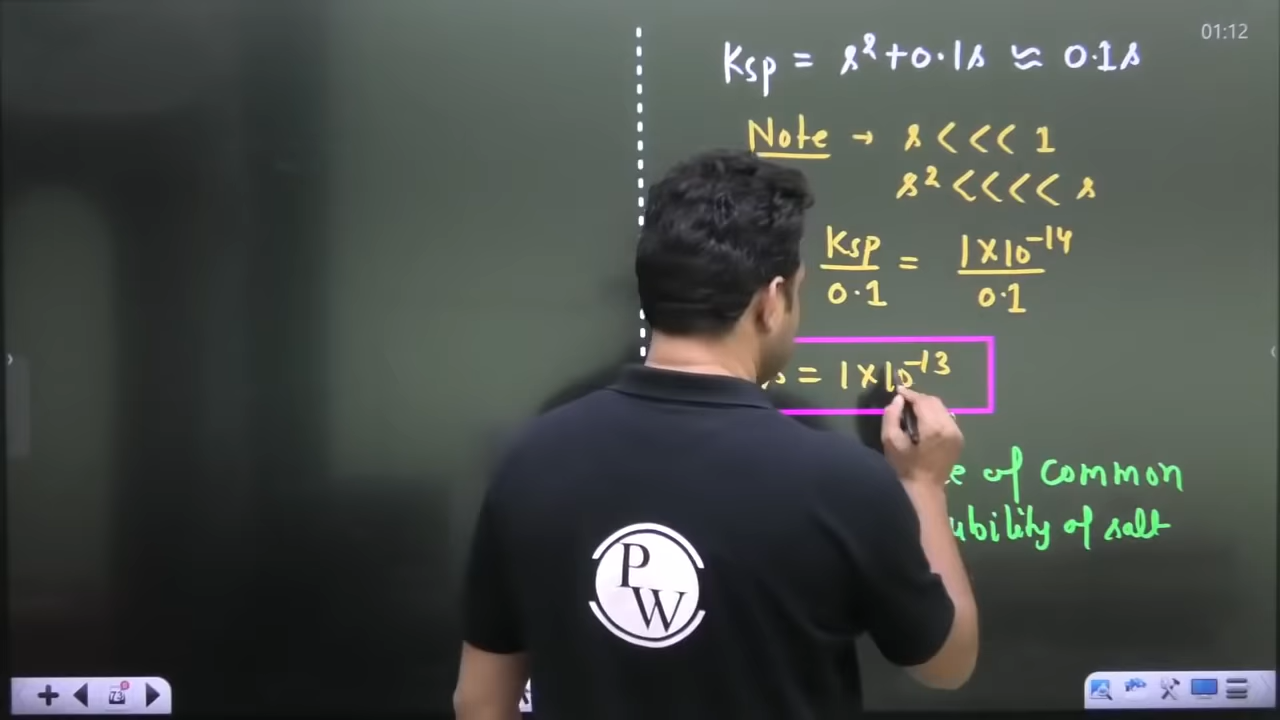 01:12
Ksp = s² + 0.1s ≈ 0.1s
Note → s <<< 1
s² <<<< s
Ksp/0.1 = 1×10⁻¹⁴/0.1
= 1×10⁻¹³
of common
of salt
PW
73